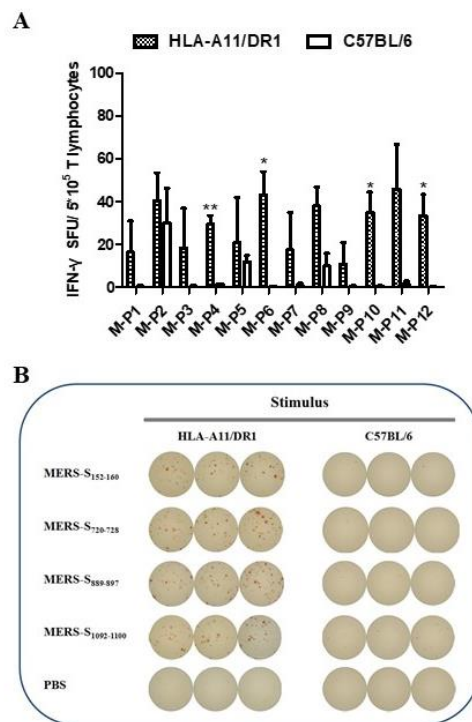 A
HLA-A11/DR1 C57BL/6
IFN-γ SFU/ 5*10⁵ T lymphocytes
100
80
60
40
20
0
** * * *
M-P1 M-P2 M-P3 M-P4 M-P5 M-P6 M-P7 M-P8 M-P9 M-P10 M-P11 M-P12
B
Stimulus
HLA-A11/DR1 C57BL/6
MERS-S₁₅₂₋₁₆₀
MERS-S₇₂₀₋₇₂₈
MERS-S₈₈₉₋₈₉₇
MERS-S₁₀₉₂₋₁₁₀₀
PBS